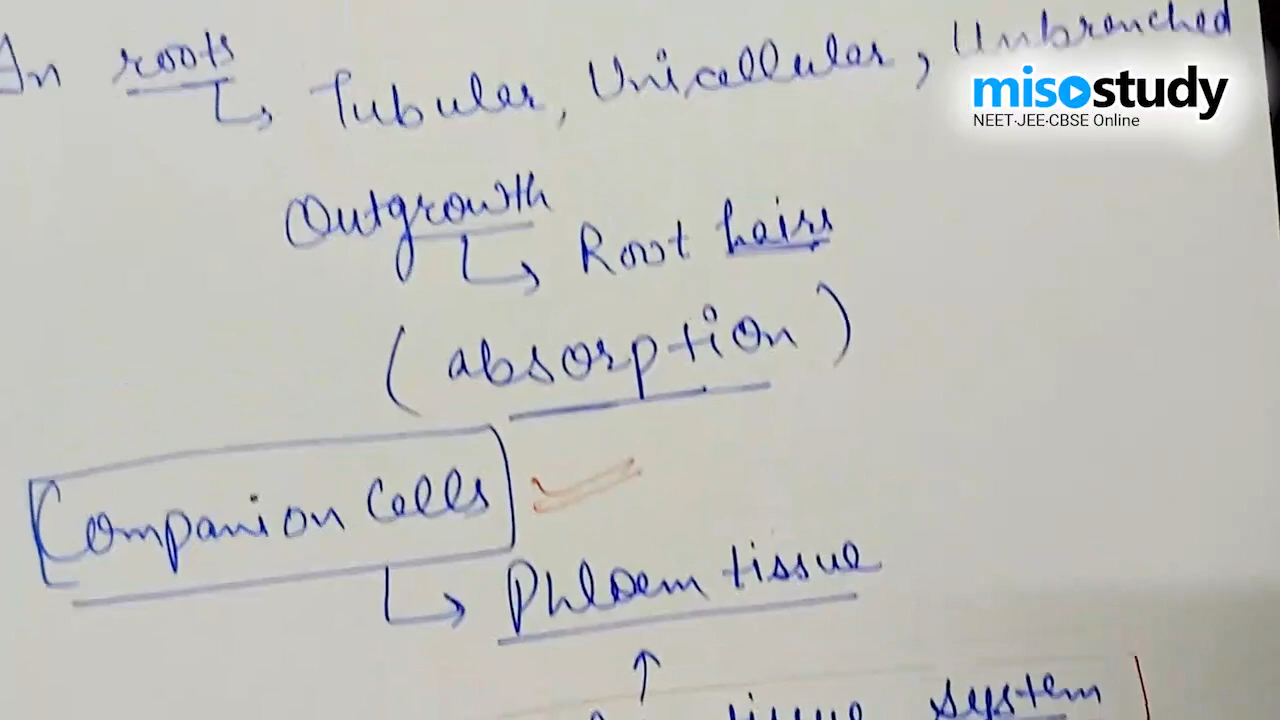 In roots
↳ Tubular, Unicellular, Unbranched
misostudy
NEET·JEE·CBSE Online
Outgrowth
↳ Root hairs
(absorption)
Companion Cells
↳ Phloem tissue
↑
tissue system